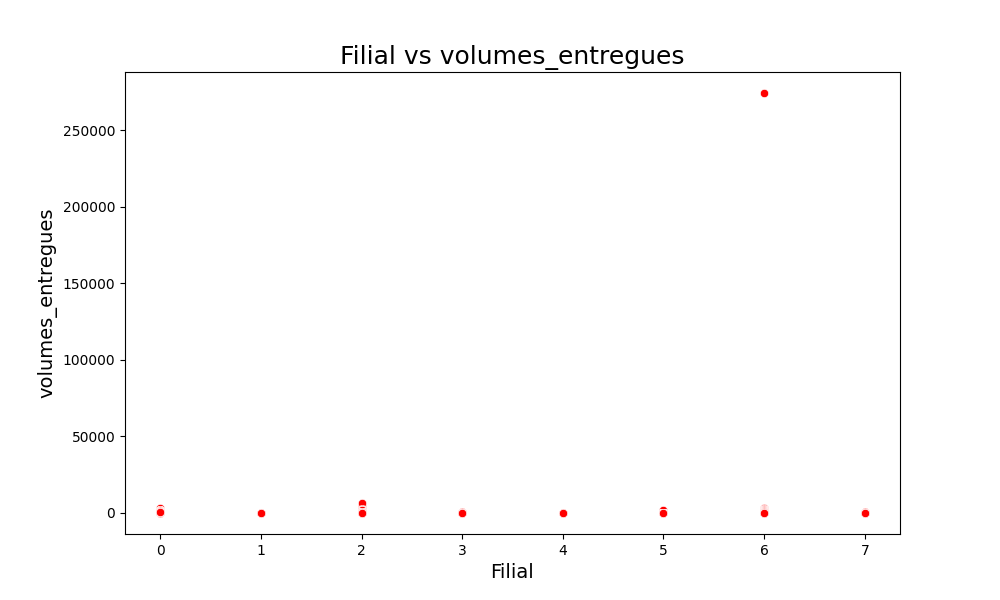 Filial vs volumes_entregues
volumes_entregues
250000
200000
150000
100000
50000
0
0 1 2 3 4 5 6 7
Filial